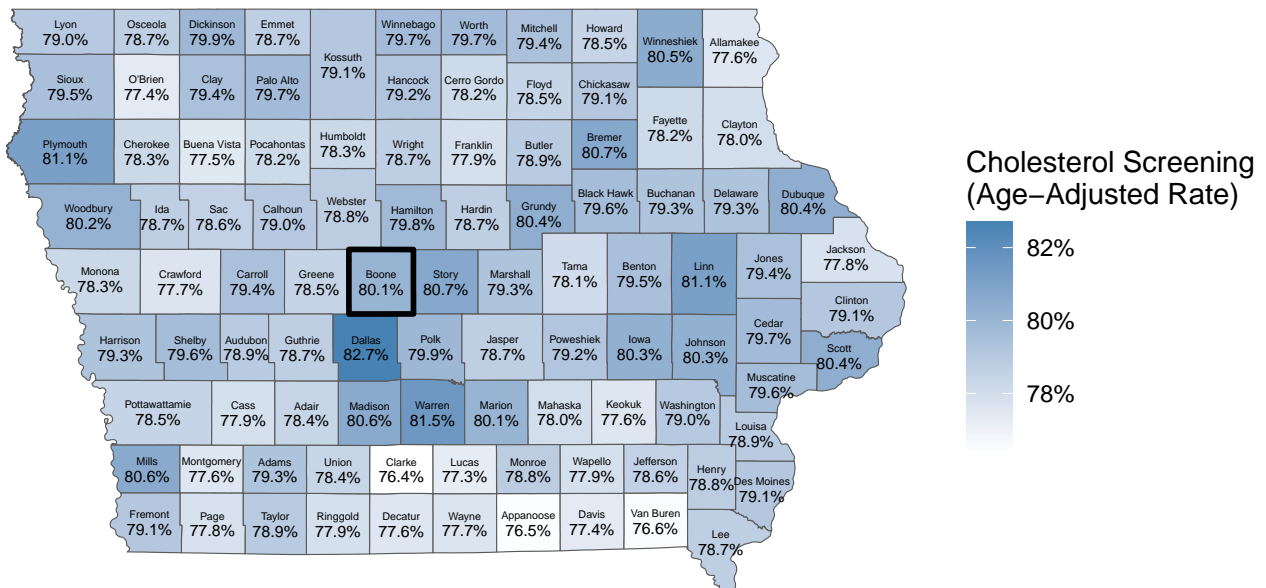 Lyon
79.0%
Osceola
78.7%
Dickinson
79.9%
Emmet
78.7%
Kossuth
79.1%
Winnebago
79.7%
Worth
79.7%
Mitchell
79.4%
Howard
78.5%
Winneshiek
80.5%
Allamakee
77.6%
Sioux
79.5%
O'Brien
77.4%
Clay
79.4%
Palo Alto
79.7%
Hancock
79.2%
Cerro Gordo
78.2%
Floyd
78.5%
Chickasaw
79.1%
Fayette
78.2%
Clayton
78.0%
Plymouth
81.1%
Cherokee
78.3%
Buena Vista
77.5%
Pocahontas
78.2%
Humboldt
78.3%
Wright
78.7%
Franklin
77.9%
Butler
78.9%
Bremer
80.7%
Woodbury
80.2%
Ida
78.7%
Sac
78.6%
Calhoun
79.0%
Webster
78.8%
Hamilton
79.8%
Hardin
78.7%
Grundy
80.4%
Black Hawk
79.6%
Buchanan
79.3%
Delaware
79.3%
Dubuque
80.4%
Monona
78.3%
Crawford
77.7%
Carroll
79.4%
Greene
78.5%
Boone
80.1%
Story
80.7%
Marshall
79.3%
Tama
78.1%
Benton
79.5%
Linn
81.1%
Jones
79.4%
Jackson
77.8%
Clinton
79.1%
Harrison
79.3%
Shelby
79.6%
Audubon
78.9%
Guthrie
78.7%
Dallas
82.7%
Polk
79.9%
Jasper
78.7%
Poweshiek
79.2%
Iowa
80.3%
Johnson
80.3%
Cedar
79.7%
Scott
80.4%
Muscatine
79.6%
Pottawattamie
78.5%
Cass
77.9%
Adair
78.4%
Madison
80.6%
Warren
81.5%
Marion
80.1%
Mahaska
78.0%
Keokuk
77.6%
Washington
79.0%
Louisa
78.9%
Mills
80.6%
Montgomery
77.6%
Adams
79.3%
Union
78.4%
Clarke
76.4%
Lucas
77.3%
Monroe
78.8%
Wapello
77.9%
Jefferson
78.6%
Henry
78.8%
Des Moines
79.1%
Fremont
79.1%
Page
77.8%
Taylor
78.9%
Ringgold
77.9%
Decatur
77.6%
Wayne
77.7%
Appanoose
76.5%
Davis
77.4%
Van Buren
76.6%
Lee
78.7%
Cholesterol Screening
(Age−Adjusted Rate)
82%
80%
78%